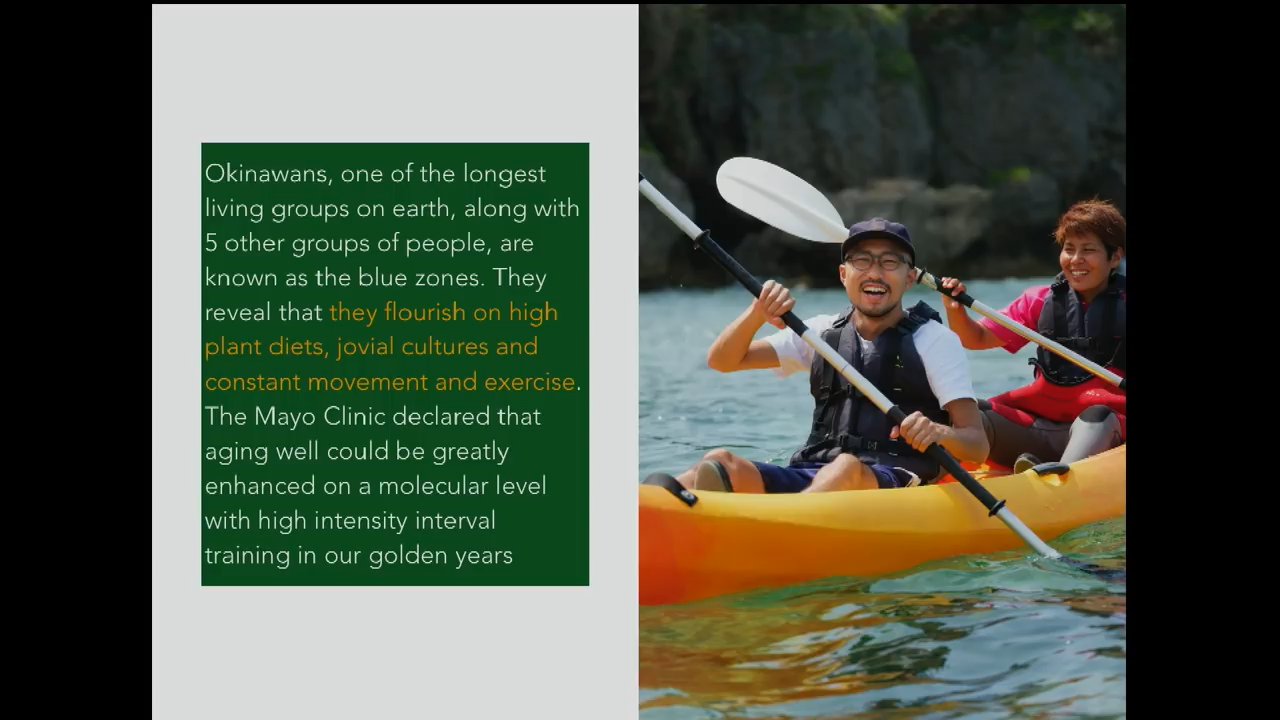 Okinawans, one of the longest
living groups on earth, along with
5 other groups of people, are
known as the blue zones. They
reveal that they flourish on high
plant diets, jovial cultures and
constant movement and exercise.
The Mayo Clinic declared that
aging well could be greatly
enhanced on a molecular level
with high intensity interval
training in our golden years